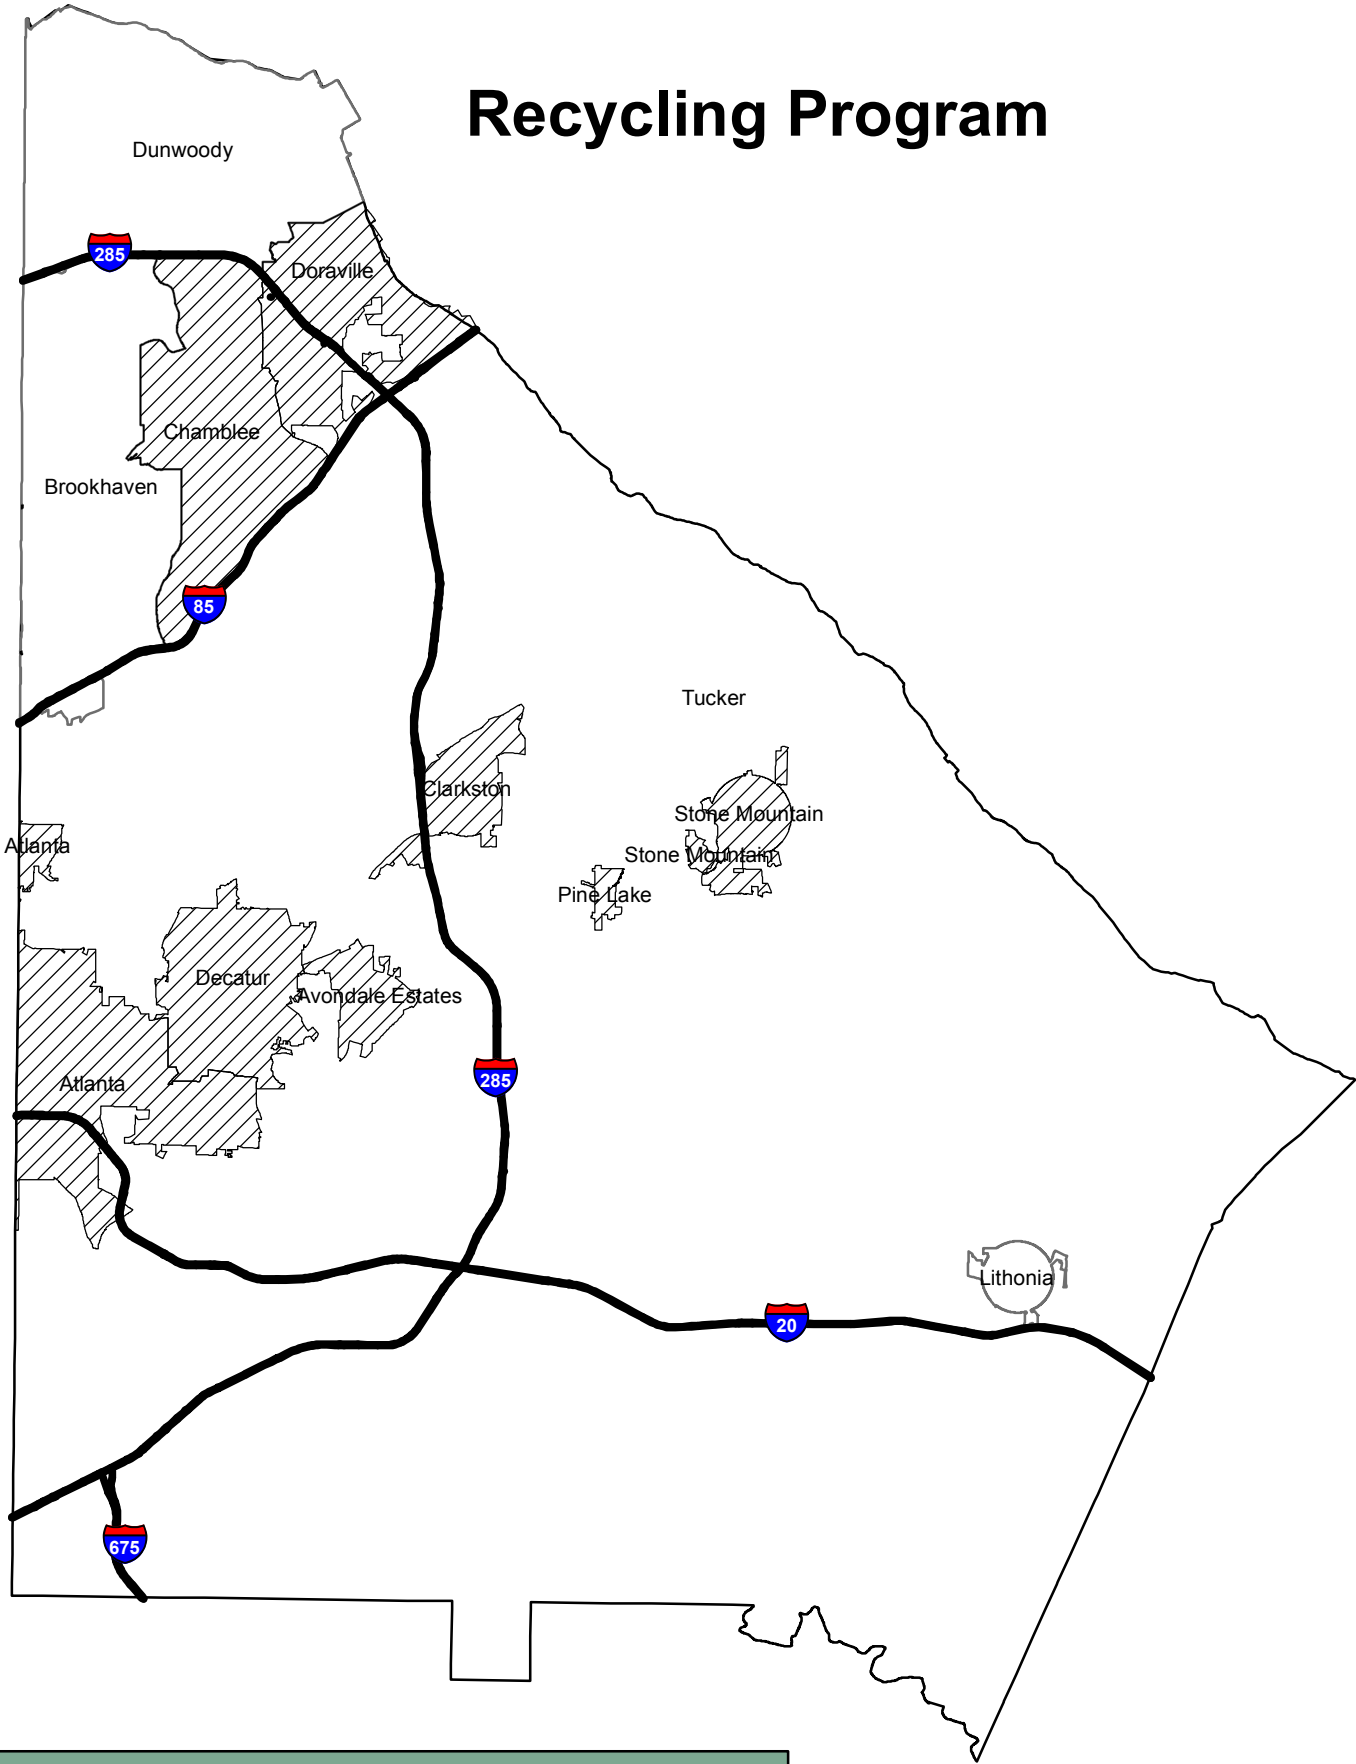 Recycling Program
Dunwoody
285
Doraville
Chamblee
Brookhaven
85
Tucker
Clarkston
Stone Mountain
Atlanta
Stone Mountain
Pine Lake
Decatur
Avondale Estates
285
Atlanta
Lithonia
20
675